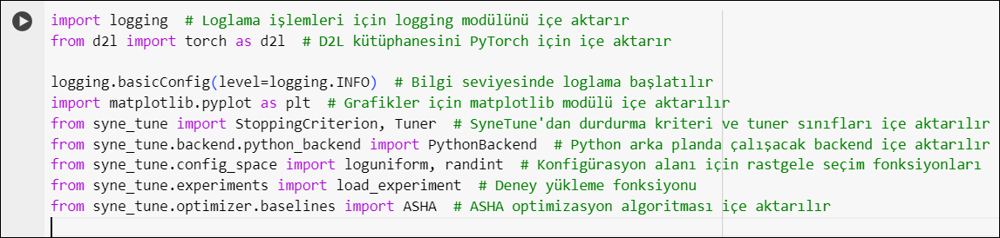 import logging  # Loglama işlemleri için logging modülünü içe aktarır
from d2l import torch as d2l  # D2L kütüphanesini PyTorch için içe aktarır
logging.basicConfig(level=logging.INFO)  # Bilgi seviyesinde loglama başlatılır
import matplotlib.pyplot as plt  # Grafikler için matplotlib modülü içe aktarılır
from syne_tune import StoppingCriterion, Tuner  # SyneTune'dan durdurma kriteri ve tuner sınıfları içe aktarılır
from syne_tune.backend.python_backend import PythonBackend  # Python arka planda çalışacak backend içe aktarılır
from syne_tune.config_space import loguniform, randint  # Konfigürasyon alanı için rastgele seçim fonksiyonları
from syne_tune.experiments import load_experiment  # Deney yükleme fonksiyonu
from syne_tune.optimizer.baselines import ASHA  # ASHA optimizasyon algoritması içe aktarılır